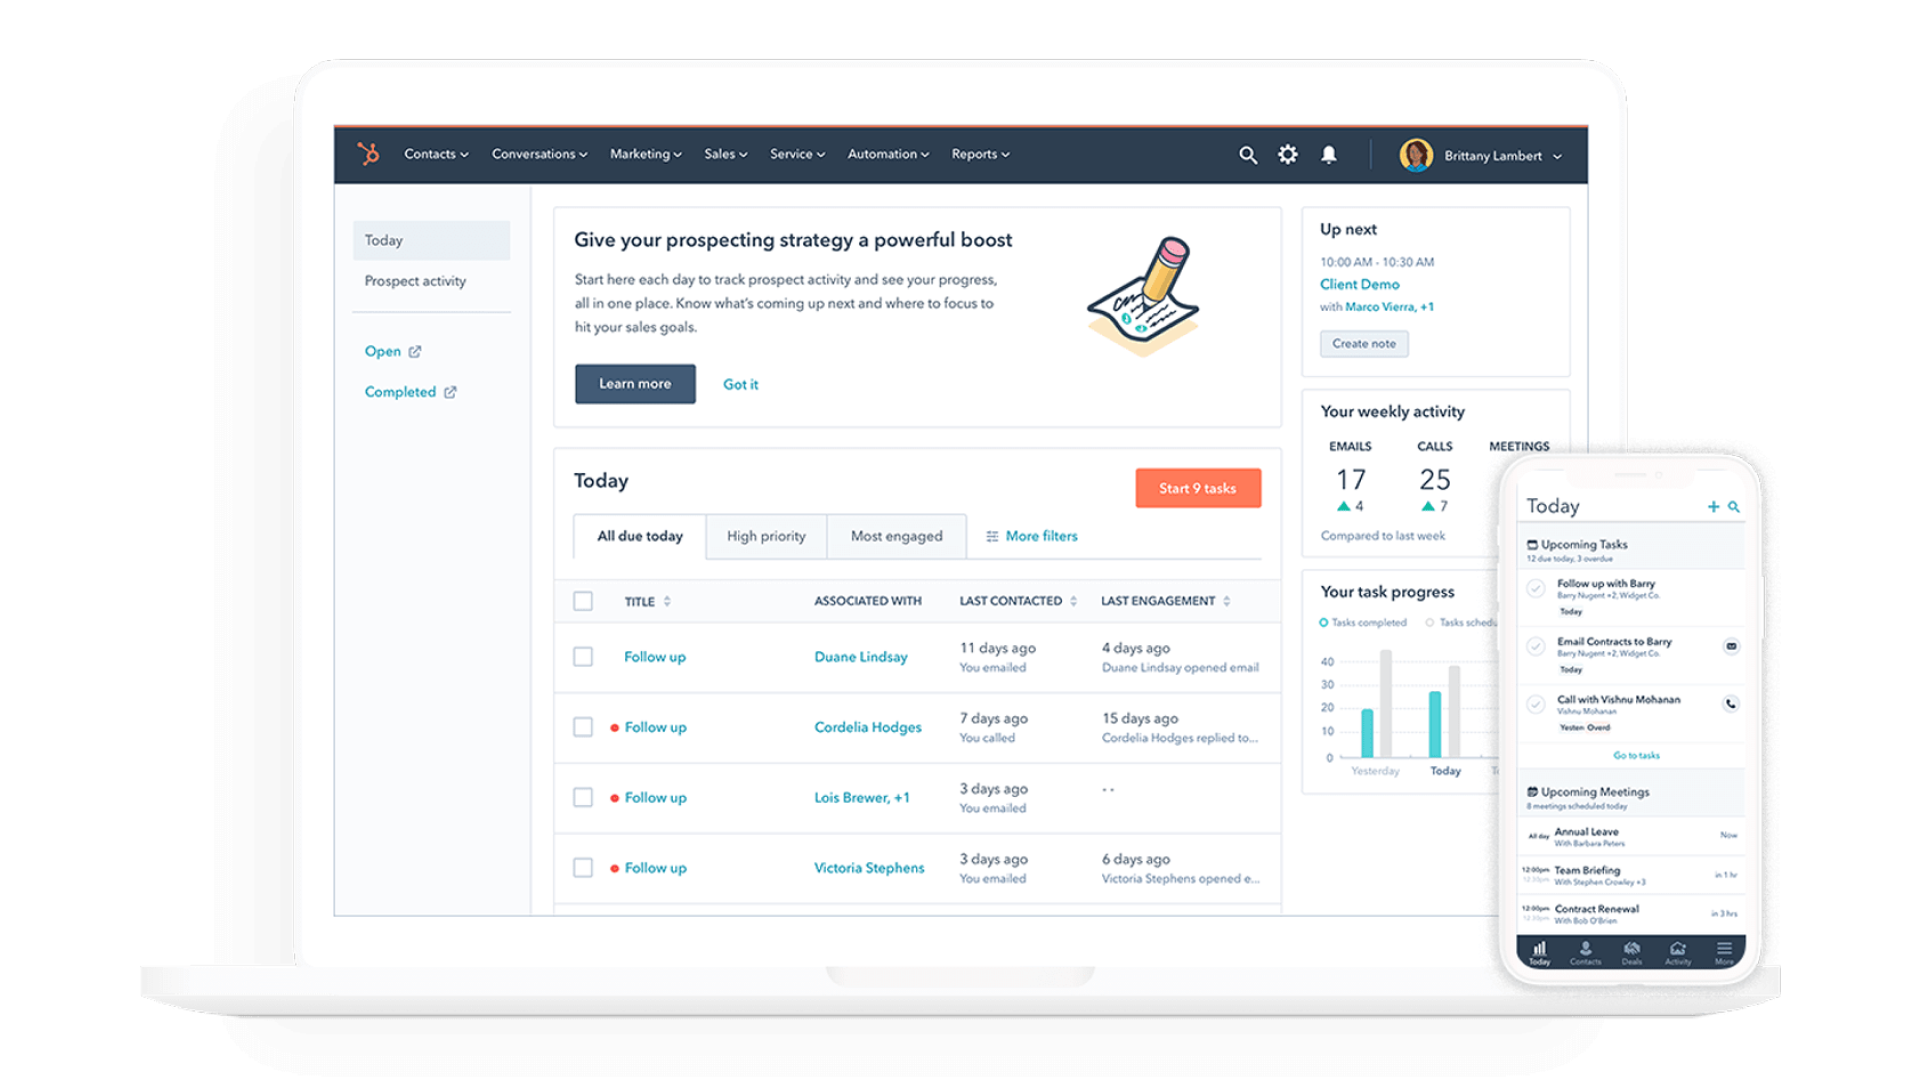 Contacts Conversations Marketing Sales Service Automation Reports Brittany Lambert
Today
Prospect activity
Open
Completed
Give your prospecting strategy a powerful boost
Start here each day to track prospect activity and see your progress,
all in one place. Know what's coming up next and where to focus to
hit your sales goals.
Learn more Got it
Up next
10:00 AM - 10:30 AM
Client Demo
with Marco Vierra, +1
Create note
Your weekly activity
EMAILS CALLS MEETINGS
17 25
4 7
Compared to last week
Today
Start 9 tasks
All due today High priority Most engaged More filters
TITLE ASSOCIATED WITH LAST CONTACTED LAST ENGAGEMENT
Follow up Duane Lindsay 11 days ago 4 days ago
You emailed Duane Lindsay opened email
Follow up Cordelia Hodges 7 days ago 15 days ago
You called Cordelia Hodges replied to...
Follow up Lois Brewer, +1 3 days ago - -
You emailed
Follow up Victoria Stephens 3 days ago 6 days ago
You emailed Victoria Stephens opened e...
Your task progress
Tasks completed Tasks schedu
40
30
20
10
0
Yesterday Today
Today
Upcoming Tasks
12 due today, 3 overdue
Follow up with Barry
Barry Nugent +2, Widget Co.
Today
Email Contracts to Barry
Barry Nugent +2, Widget Co.
Today
Call with Vishnu Mohanan
Vishnu Mohanan
Yesten Overd
Go to tasks
Upcoming Meetings
8 meetings scheduled today
All day Annual Leave Now
With Barbara Peters
12:00pm Team Briefing in 1 hr
12:30pm With Stephen Crowley +3
12:00pm Contract Renewal in 3 hrs
12:30pm With Bob O'Brien
Today Contacts Deals Activity More